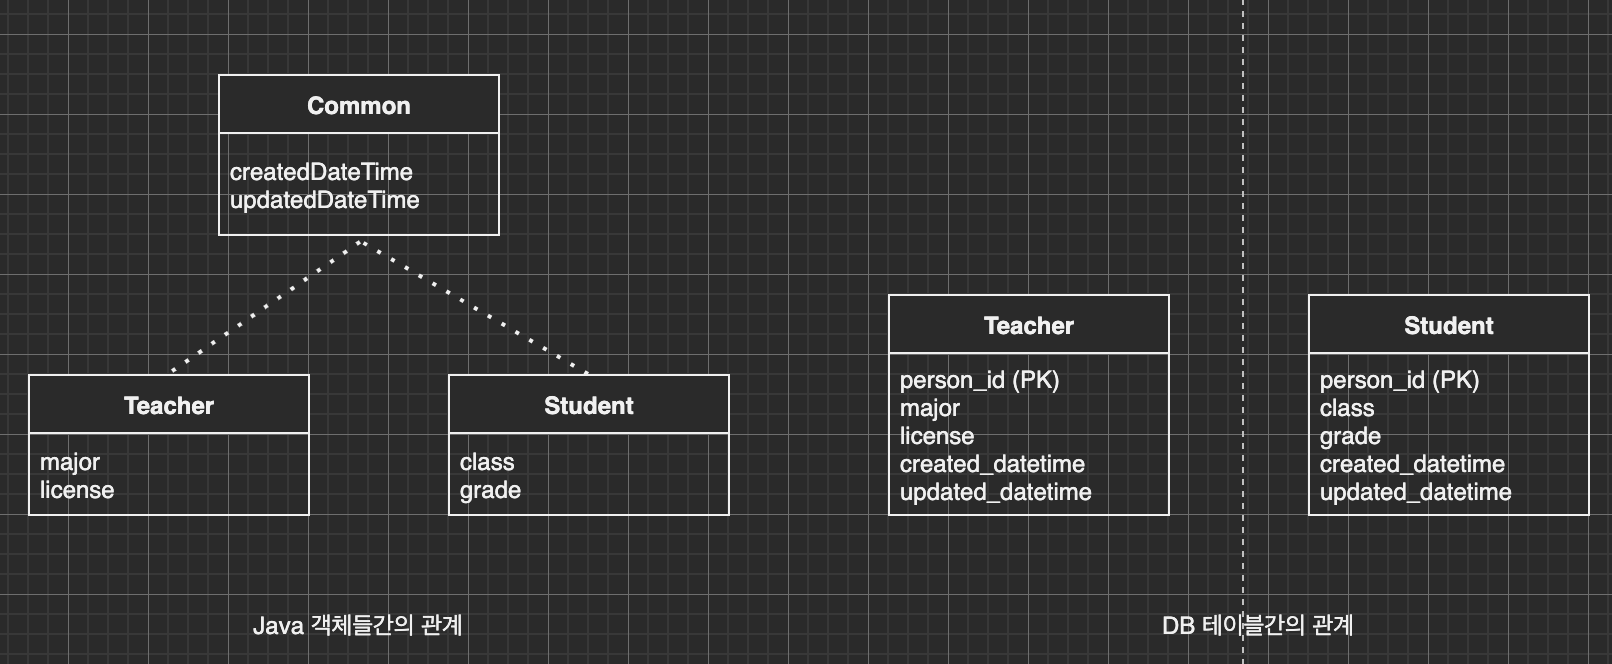 Common
createdDateTime
updatedDateTime
Teacher
major
license
Student
class
grade
Java 객체들간의 관계
Teacher
person_id (PK)
major
license
created_datetime
updated_datetime
Student
person_id (PK)
class
grade
created_datetime
updated_datetime
DB 테이블간의 관계